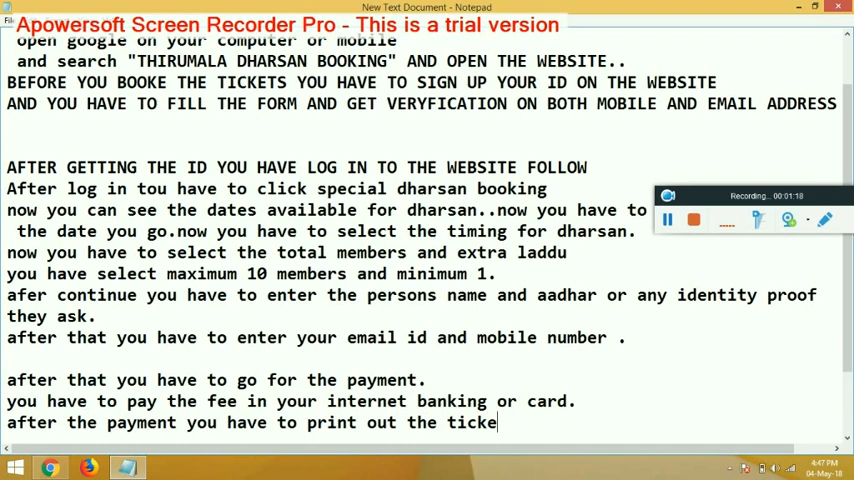 New Text Document - Notepad
Apowersoft Screen Recorder Pro - This is a trial version
open google on your computer or mobile
and search "THIRUMALA DHARSAN BOOKING" AND OPEN THE WEBSITE..
BEFORE YOU BOOKE THE TICKETS YOU HAVE TO SIGN UP YOUR ID ON THE WEBSITE
AND YOU HAVE TO FILL THE FORM AND GET VERYFICATION ON BOTH MOBILE AND EMAIL ADDRESS
AFTER GETTING THE ID YOU HAVE LOG IN TO THE WEBSITE FOLLOW
After log in tou have to click special dharsan booking
Recording... 00:01:18
now you can see the dates available for dharsan..now you have to
the date you go.now you have to select the timing for dharsan.
now you have to select the total members and extra laddu
you have select maximum 10 members and minimum 1.
afer continue you have to enter the persons name and aadhar or any identity proof
they ask.
after that you have to enter your email id and mobile number .
after that you have to go for the payment.
you have to pay the fee in your internet banking or card.
after the payment you have to print out the ticke
4:47 PM
04-May-18